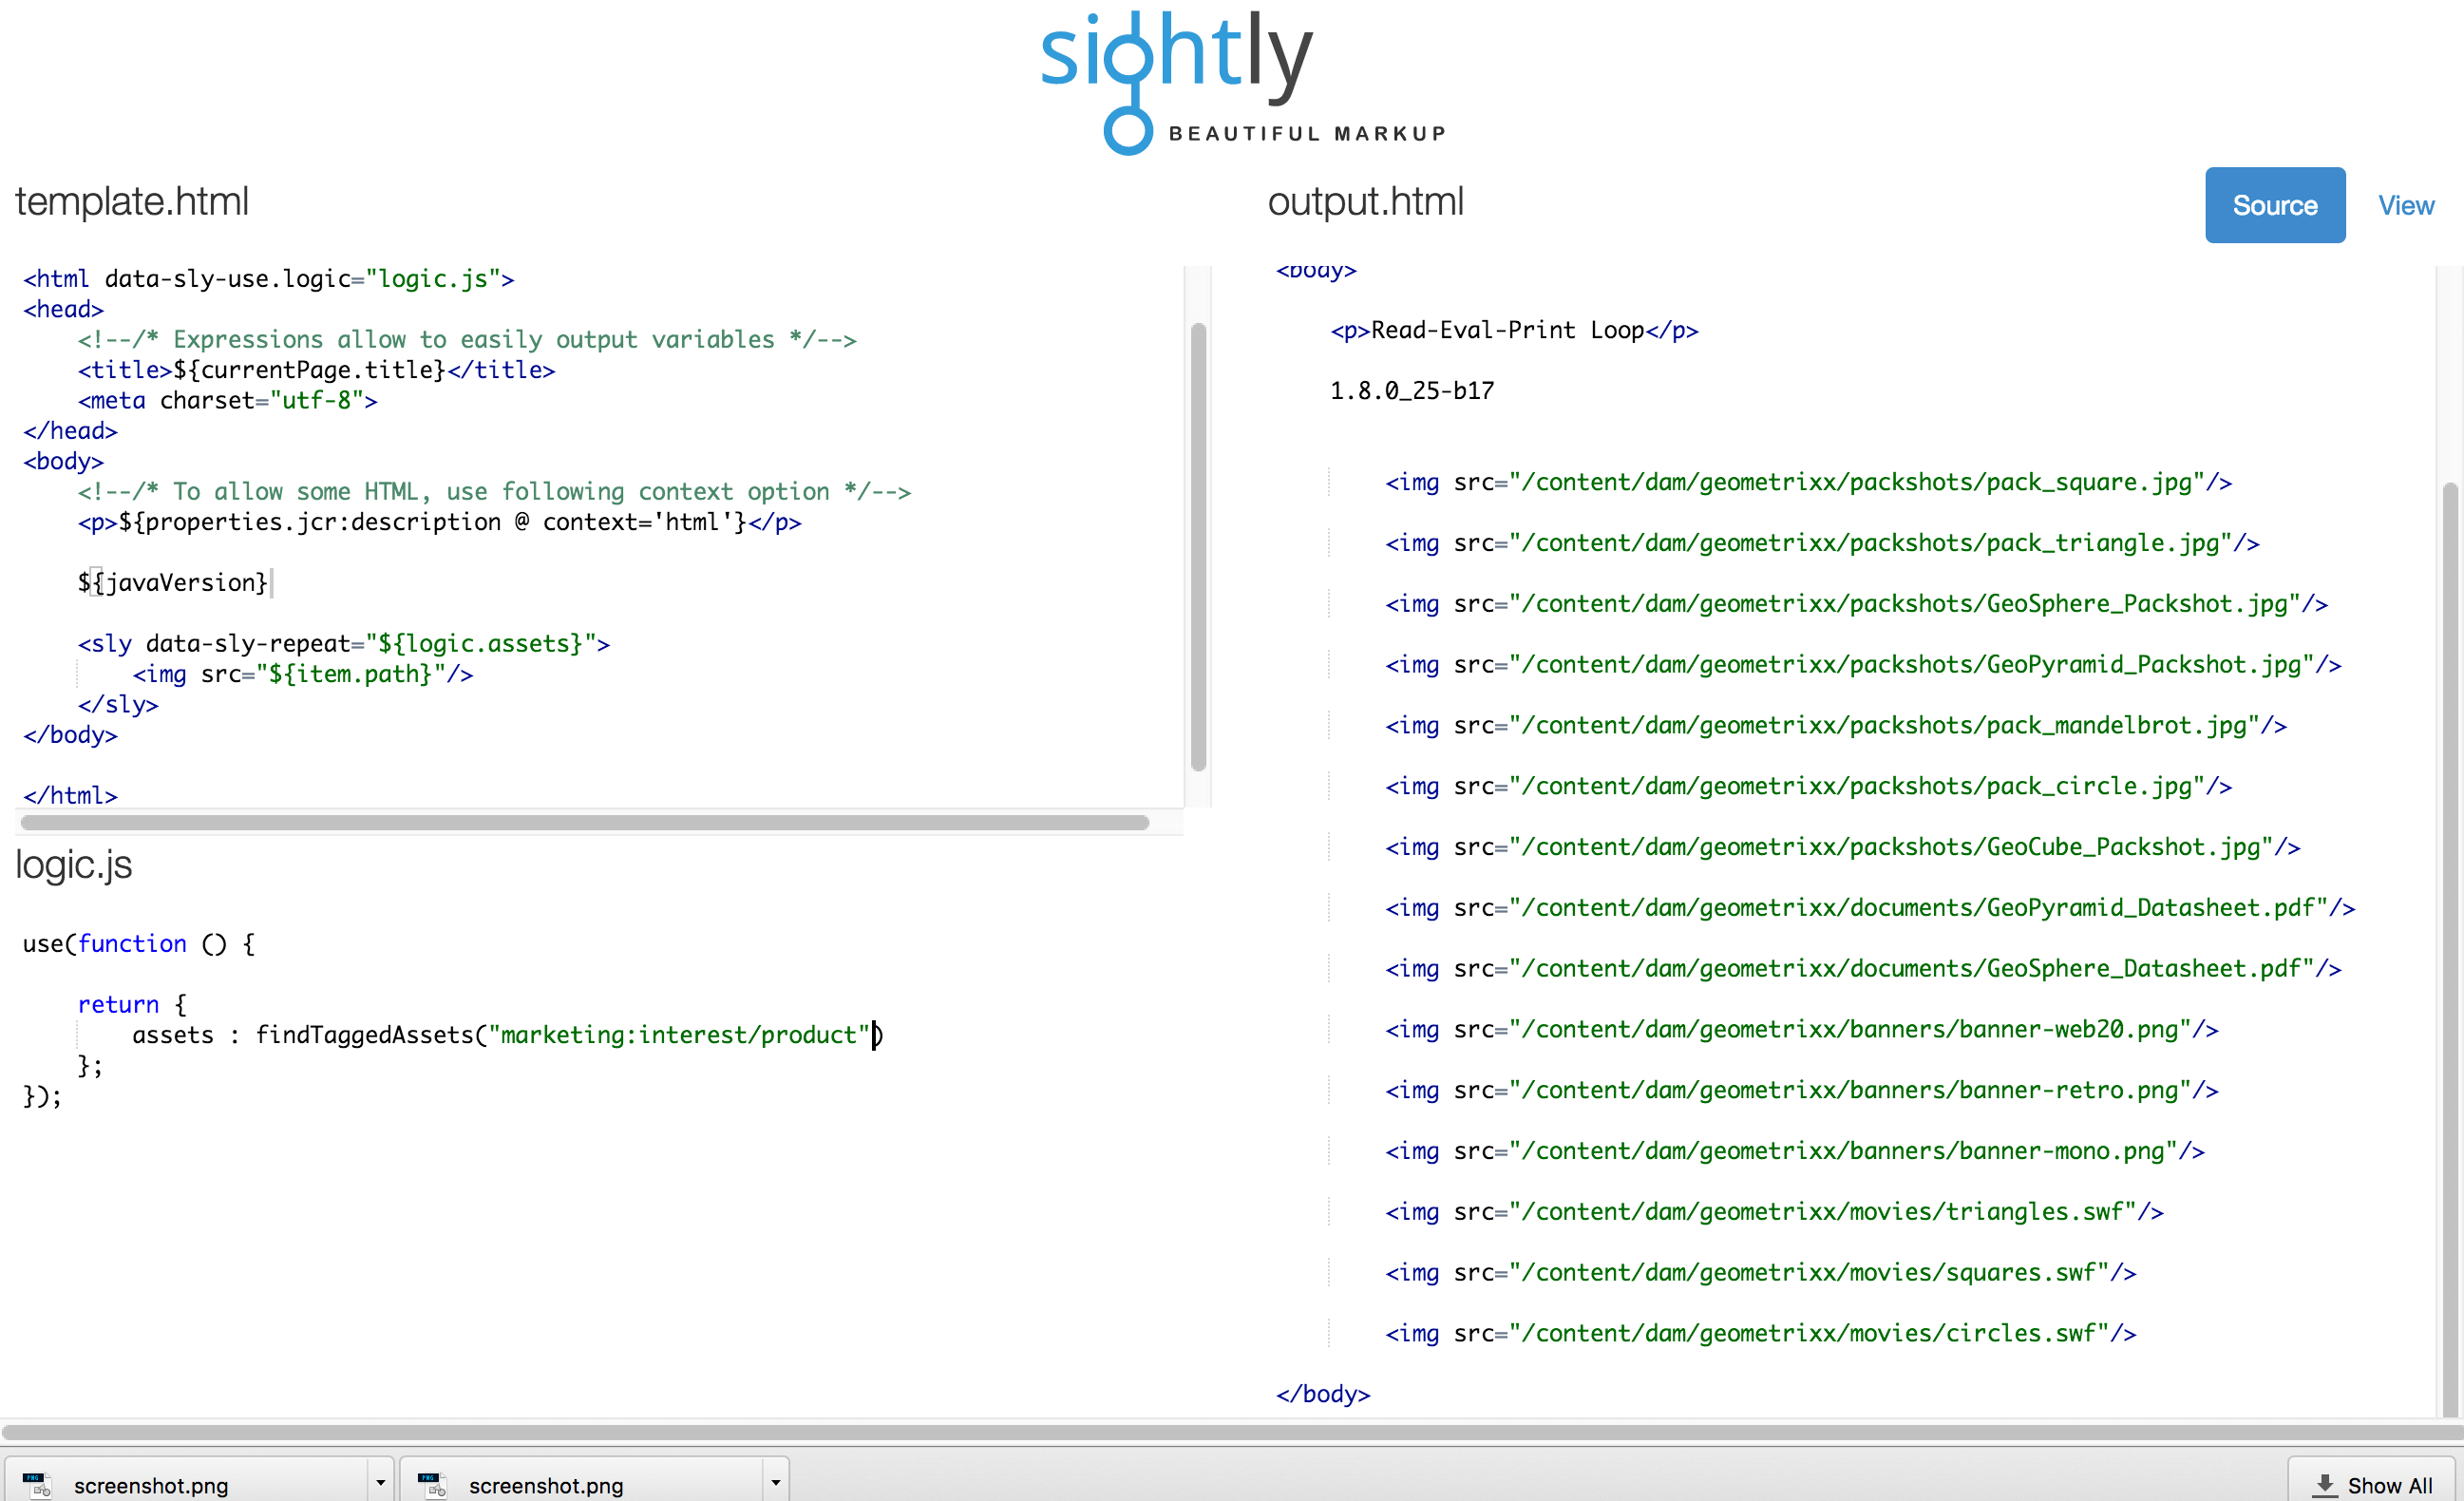 sightly
BEAUTIFUL MARKUP
template.html
<html data-sly-use.logic="logic.js">
<head>
<!--/* Expressions allow to easily output variables */-->
<title>${currentPage.title}</title>
<meta charset="utf-8">
</head>
<body>
<!--/* To allow some HTML, use following context option */-->
<p>${properties.jcr:description @ context='html'}</p>
${javaVersion}
<sly data-sly-repeat="${logic.assets}">
<img src="${item.path}"/>
</sly>
</body>
</html>
logic.js
use(function () {
return {
assets : findTaggedAssets("marketing:interest/product")
};
});
output.html
Source
View
<body>
<p>Read-Eval-Print Loop</p>
1.8.0_25-b17
<img src="/content/dam/geometrixx/packshots/pack_square.jpg"/>
<img src="/content/dam/geometrixx/packshots/pack_triangle.jpg"/>
<img src="/content/dam/geometrixx/packshots/GeoSphere_Packshot.jpg"/>
<img src="/content/dam/geometrixx/packshots/GeoPyramid_Packshot.jpg"/>
<img src="/content/dam/geometrixx/packshots/pack_mandelbrot.jpg"/>
<img src="/content/dam/geometrixx/packshots/pack_circle.jpg"/>
<img src="/content/dam/geometrixx/packshots/GeoCube_Packshot.jpg"/>
<img src="/content/dam/geometrixx/documents/GeoPyramid_Datasheet.pdf"/>
<img src="/content/dam/geometrixx/documents/GeoSphere_Datasheet.pdf"/>
<img src="/content/dam/geometrixx/banners/banner-web20.png"/>
<img src="/content/dam/geometrixx/banners/banner-retro.png"/>
<img src="/content/dam/geometrixx/banners/banner-mono.png"/>
<img src="/content/dam/geometrixx/movies/triangles.swf"/>
<img src="/content/dam/geometrixx/movies/squares.swf"/>
<img src="/content/dam/geometrixx/movies/circles.swf"/>
</body>
PNG
screenshot.png
PNG
screenshot.png
Show All